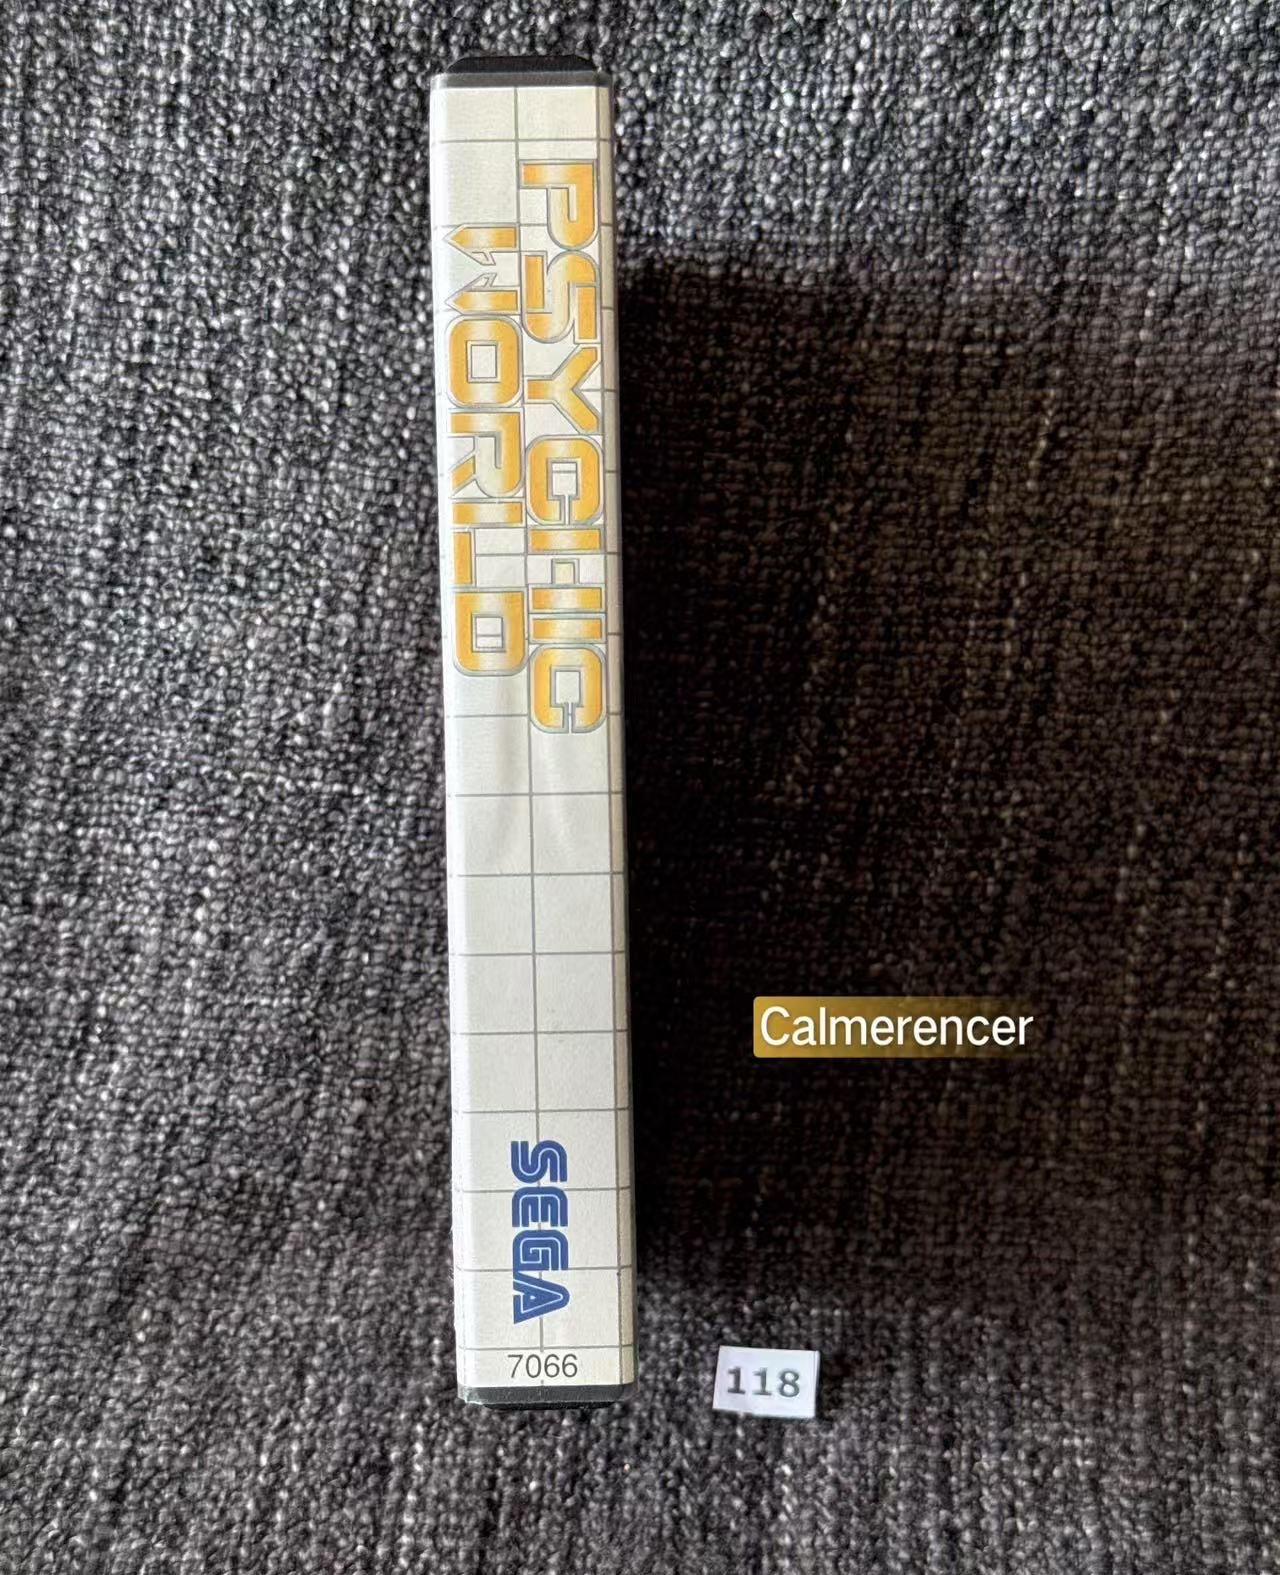 PSYCHIC
WORLD
SEGA
7066
Calmerencer
118